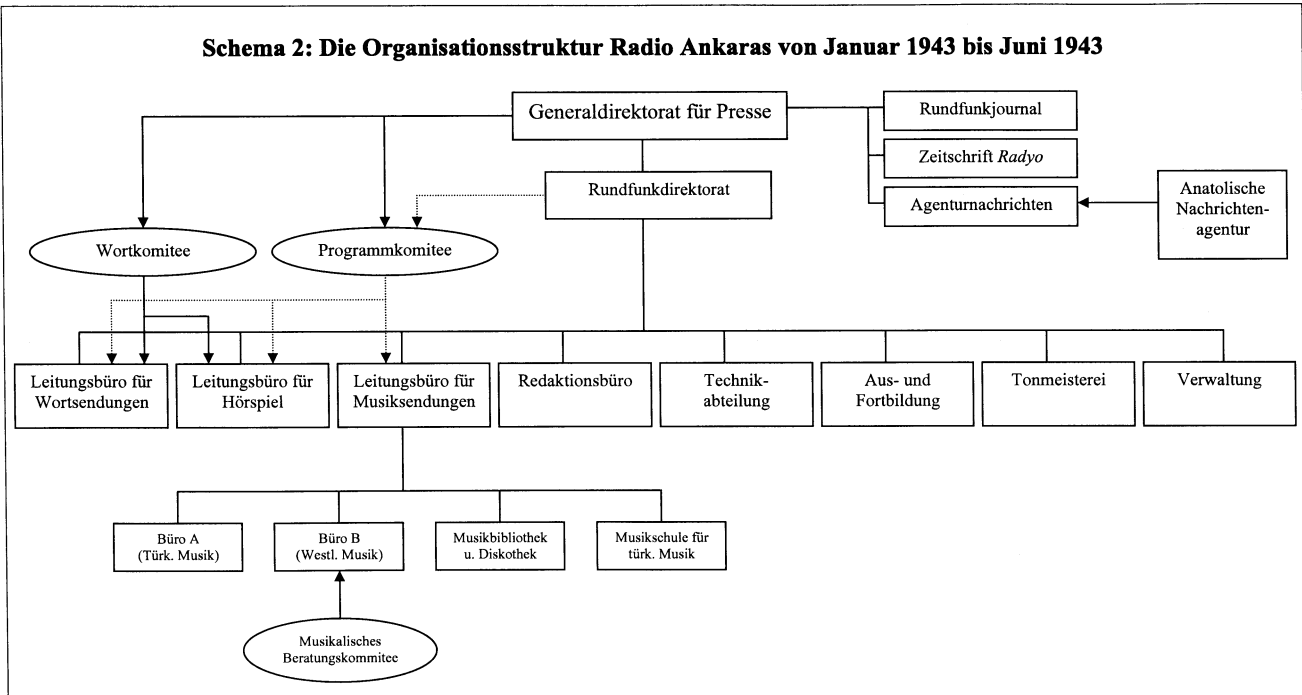 Schema 2: Die Organisationsstruktur Radio Ankaras von Januar 1943 bis Juni 1943
Generaldirektorat für Presse
Rundfunkjournal
Zeitschrift Radyo
Rundfunkdirektorat
Agenturnachrichten
Anatolische
Nachrichten-
agentur
Wortkomitee
Programmkomitee
Leitungsbüro für
Wortsendungen
Leitungsbüro für
Hörspiel
Leitungsbüro für
Musiksendungen
Redaktionsbüro
Technik-
abteilung
Aus- und
Fortbildung
Tonmeisterei
Verwaltung
Büro A
(Türk. Musik)
Büro B
(Westl. Musik)
Musikbibliothek
u. Diskothek
Musikschule für
türk. Musik
Musikalisches
Beratungskommitee